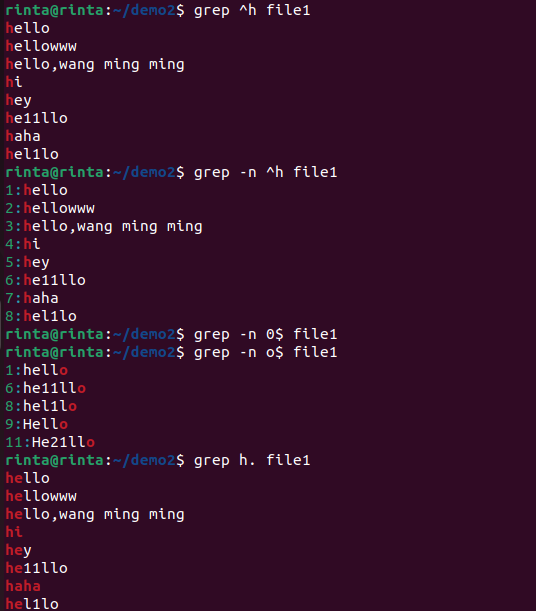 rinta@rinta:~/demo2$ grep ^h file1
hello
hellowww
hello,wang ming ming
hi
hey
he11llo
haha
hel1lo
rinta@rinta:~/demo2$ grep -n ^h file1
1:hello
2:hellowww
3:hello,wang ming ming
4:hi
5:hey
6:he11llo
7:haha
8:hel1lo
rinta@rinta:~/demo2$ grep -n 0$ file1
rinta@rinta:~/demo2$ grep -n o$ file1
1:hello
6:he11llo
8:hel1lo
9:Hello
11:He21llo
rinta@rinta:~/demo2$ grep h. file1
hello
hellowww
hello,wang ming ming
hi
hey
he11llo
haha
hel1lo